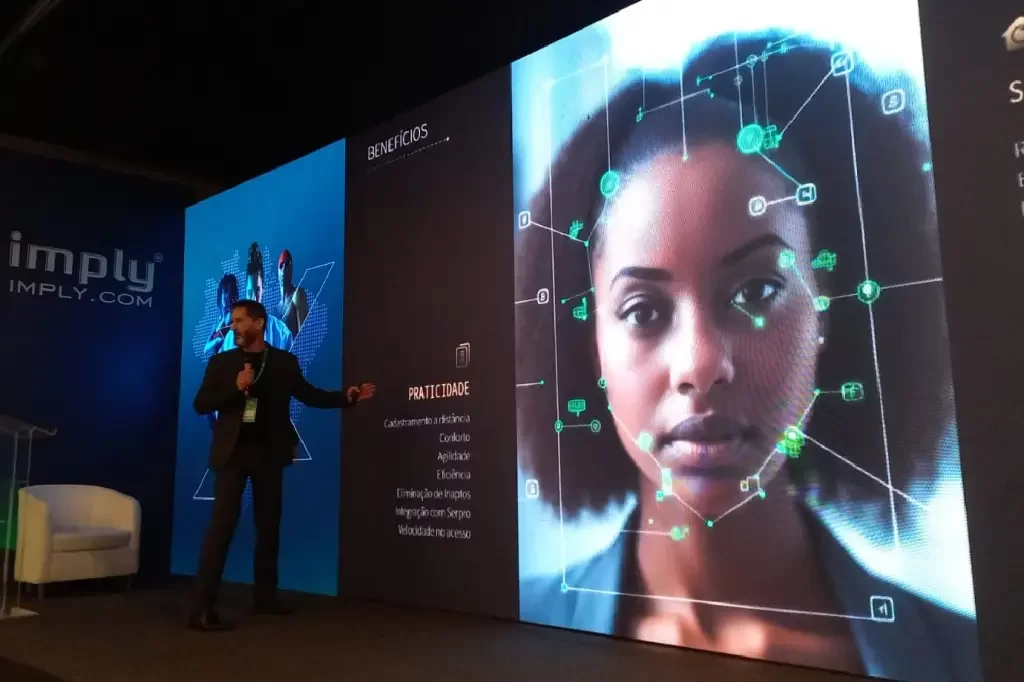 imply®
IMPLY.COM
BENEFÍCIOS
PRATICIDADE
Cadastramento a distância
Conforto
Agilidade
Eficiência
Eliminação de Inaptos
Integração com Serpro
Velocidade no acesso
S